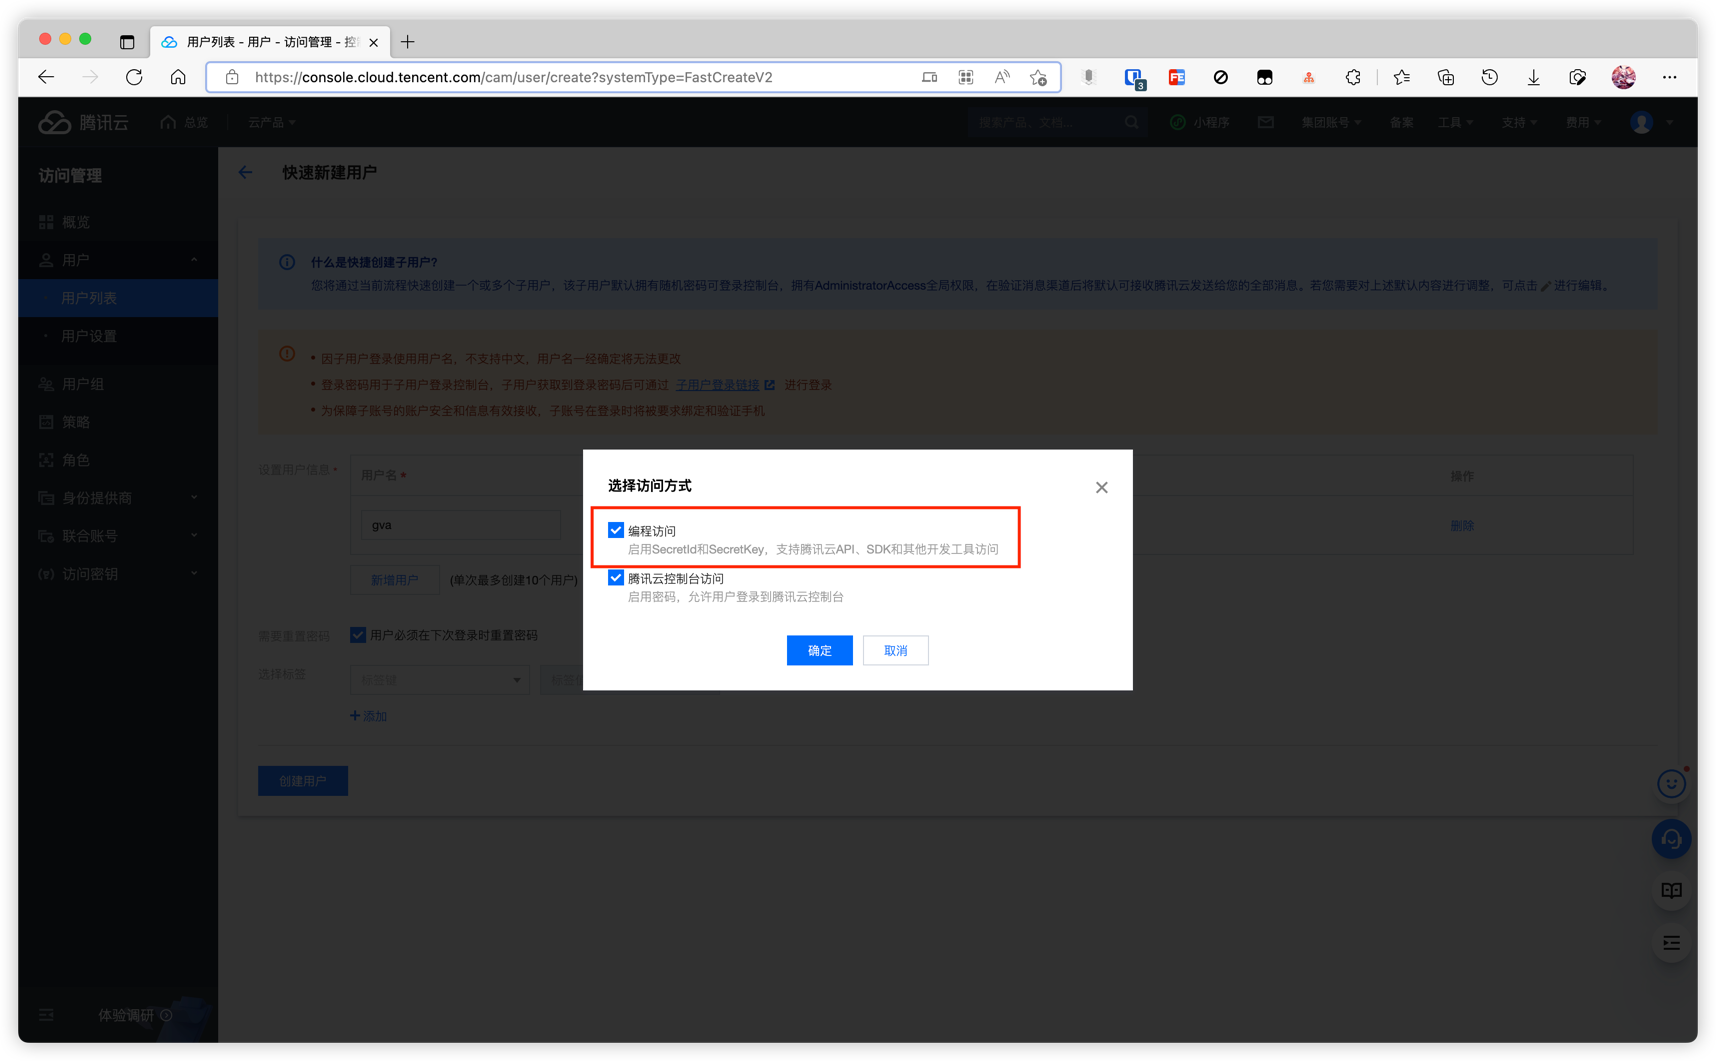 用户列表 - 用户 - 访问管理 - 控
https://console.cloud.tencent.com/cam/user/create?systemType=FastCreateV2
3
腾讯云
总览
云产品
搜索产品、文档...
小程序
集团账号
备案
工具
支持
费用
访问管理
概览
用户
用户列表
用户设置
用户组
策略
角色
身份提供商
联合账号
访问密钥
体验调研
快速新建用户
什么是快捷创建子用户?
您将通过当前流程快速创建一个或多个子用户，该子用户默认拥有随机密码可登录控制台，拥有AdministratorAccess全局权限，在验证消息渠道后将默认可接收腾讯云发送给您的全部消息。若您需要对上述默认内容进行调整，可点击 进行编辑。
• 因子用户登录使用用户名，不支持中文，用户名一经确定将无法更改
• 登录密码用于子用户登录控制台，子用户获取到登录密码后可通过 子用户登录链接 进行登录
• 为保障子账号的账户安全和信息有效接收，子账号在登录时将被要求绑定和验证手机
设置用户信息 *
用户名 *
操作
gva
删除
新增用户
(单次最多创建10个用户)
需要重置密码
用户必须在下次登录时重置密码
选择标签
标签键
标签
+ 添加
创建用户
选择访问方式
编程访问
启用SecretId和SecretKey，支持腾讯云API、SDK和其他开发工具访问
腾讯云控制台访问
启用密码，允许用户登录到腾讯云控制台
确定
取消